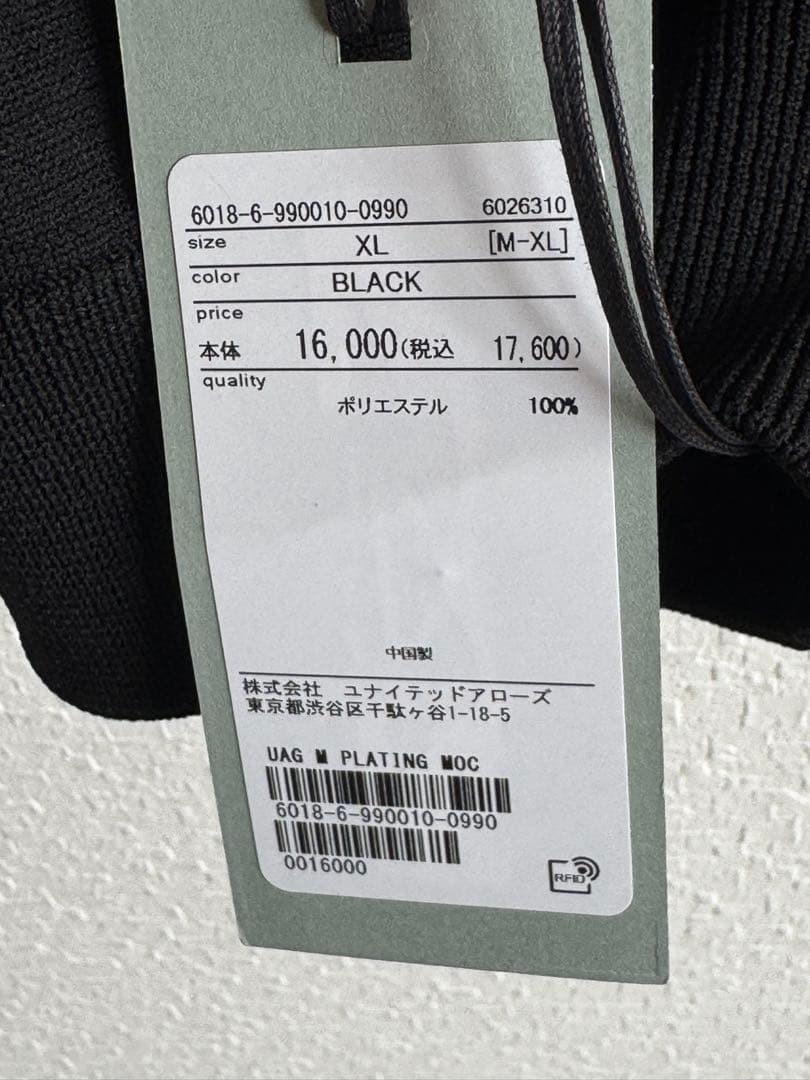 6018-6-990010-0990 6026310
size XL [M-XL]
color BLACK
price
本体 16,000(税込 17,600)
quality
ポリエステル 100%
中国製
株式会社 ユナイテッドアローズ
東京都渋谷区千駄ヶ谷1-18-5
UAG M PLATING MOC
6018-6-990010-0990
0016000
RFID